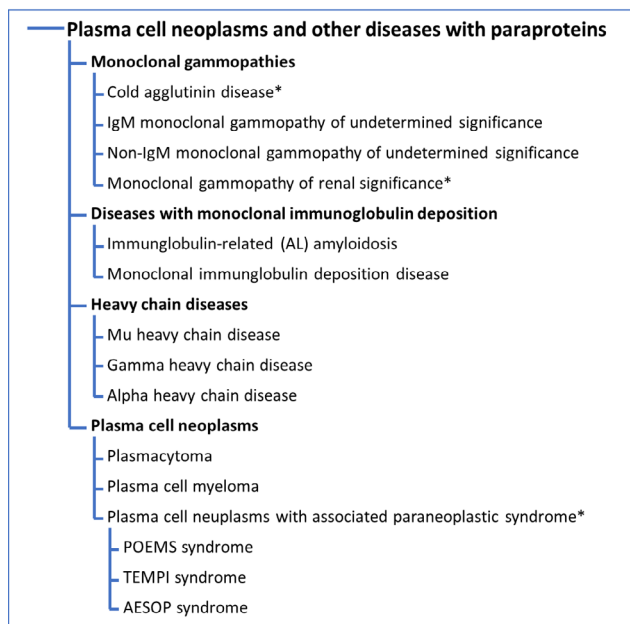 Plasma cell neoplasms and other diseases with paraproteins
Monoclonal gammopathies
Cold agglutinin disease*
IgM monoclonal gammopathy of undetermined significance
Non-IgM monoclonal gammopathy of undetermined significance
Monoclonal gammopathy of renal significance*
Diseases with monoclonal immunoglobulin deposition
Immunglobulin-related (AL) amyloidosis
Monoclonal immunglobulin deposition disease
Heavy chain diseases
Mu heavy chain disease
Gamma heavy chain disease
Alpha heavy chain disease
Plasma cell neoplasms
Plasmacytoma
Plasma cell myeloma
Plasma cell neuplasms with associated paraneoplastic syndrome*
POEMS syndrome
TEMPI syndrome
AESOP syndrome